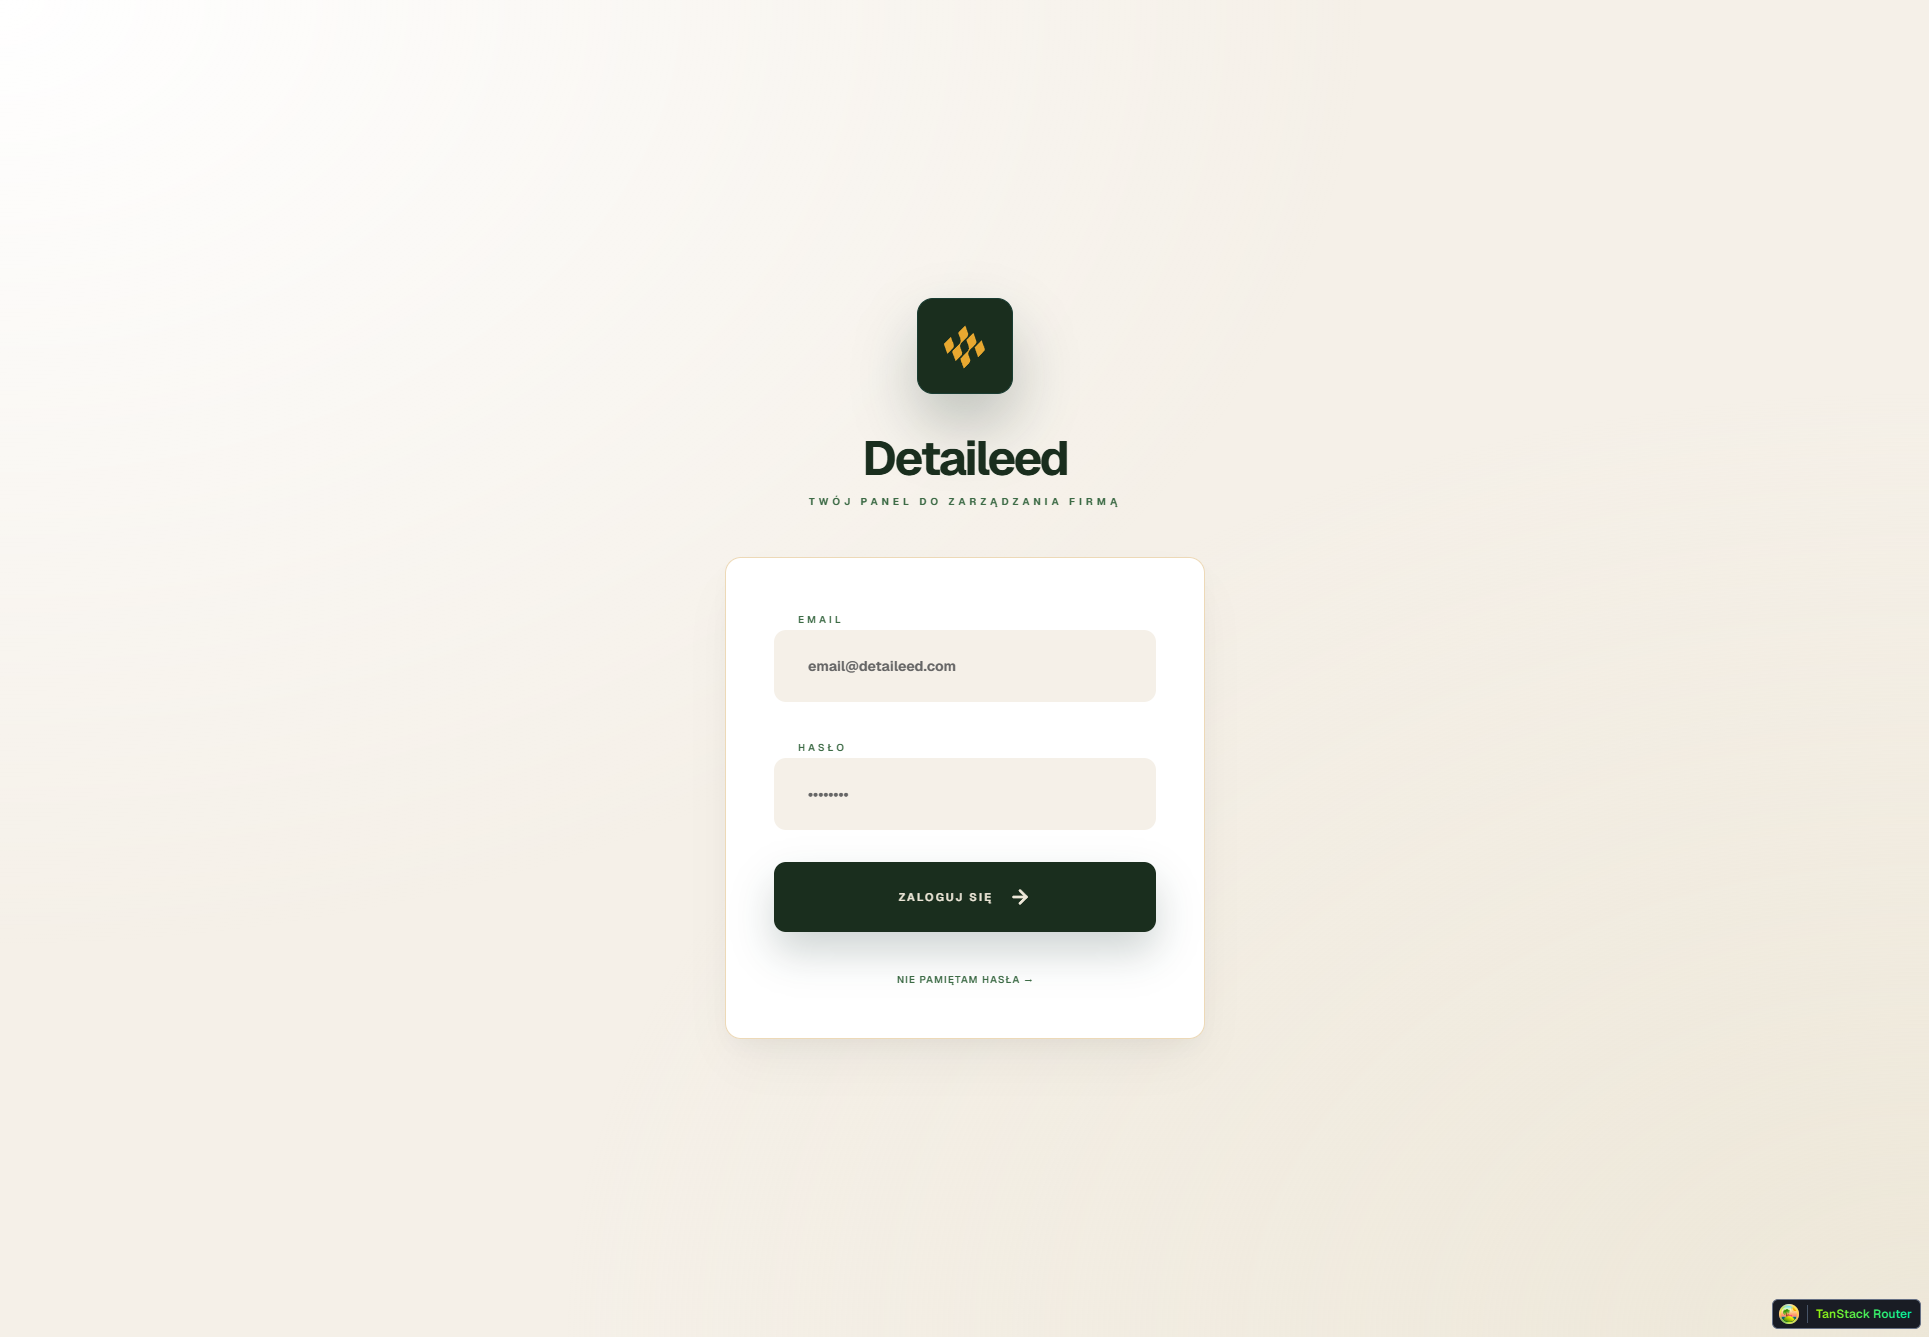 Detaileed
TWÓJ PANEL DO ZARZĄDZANIA FIRMĄ
EMAIL
email@detaileed.com
HASŁO
••••••••
ZALOGUJ SIĘ →
NIE PAMIĘTAM HASŁA →
TanStack Router